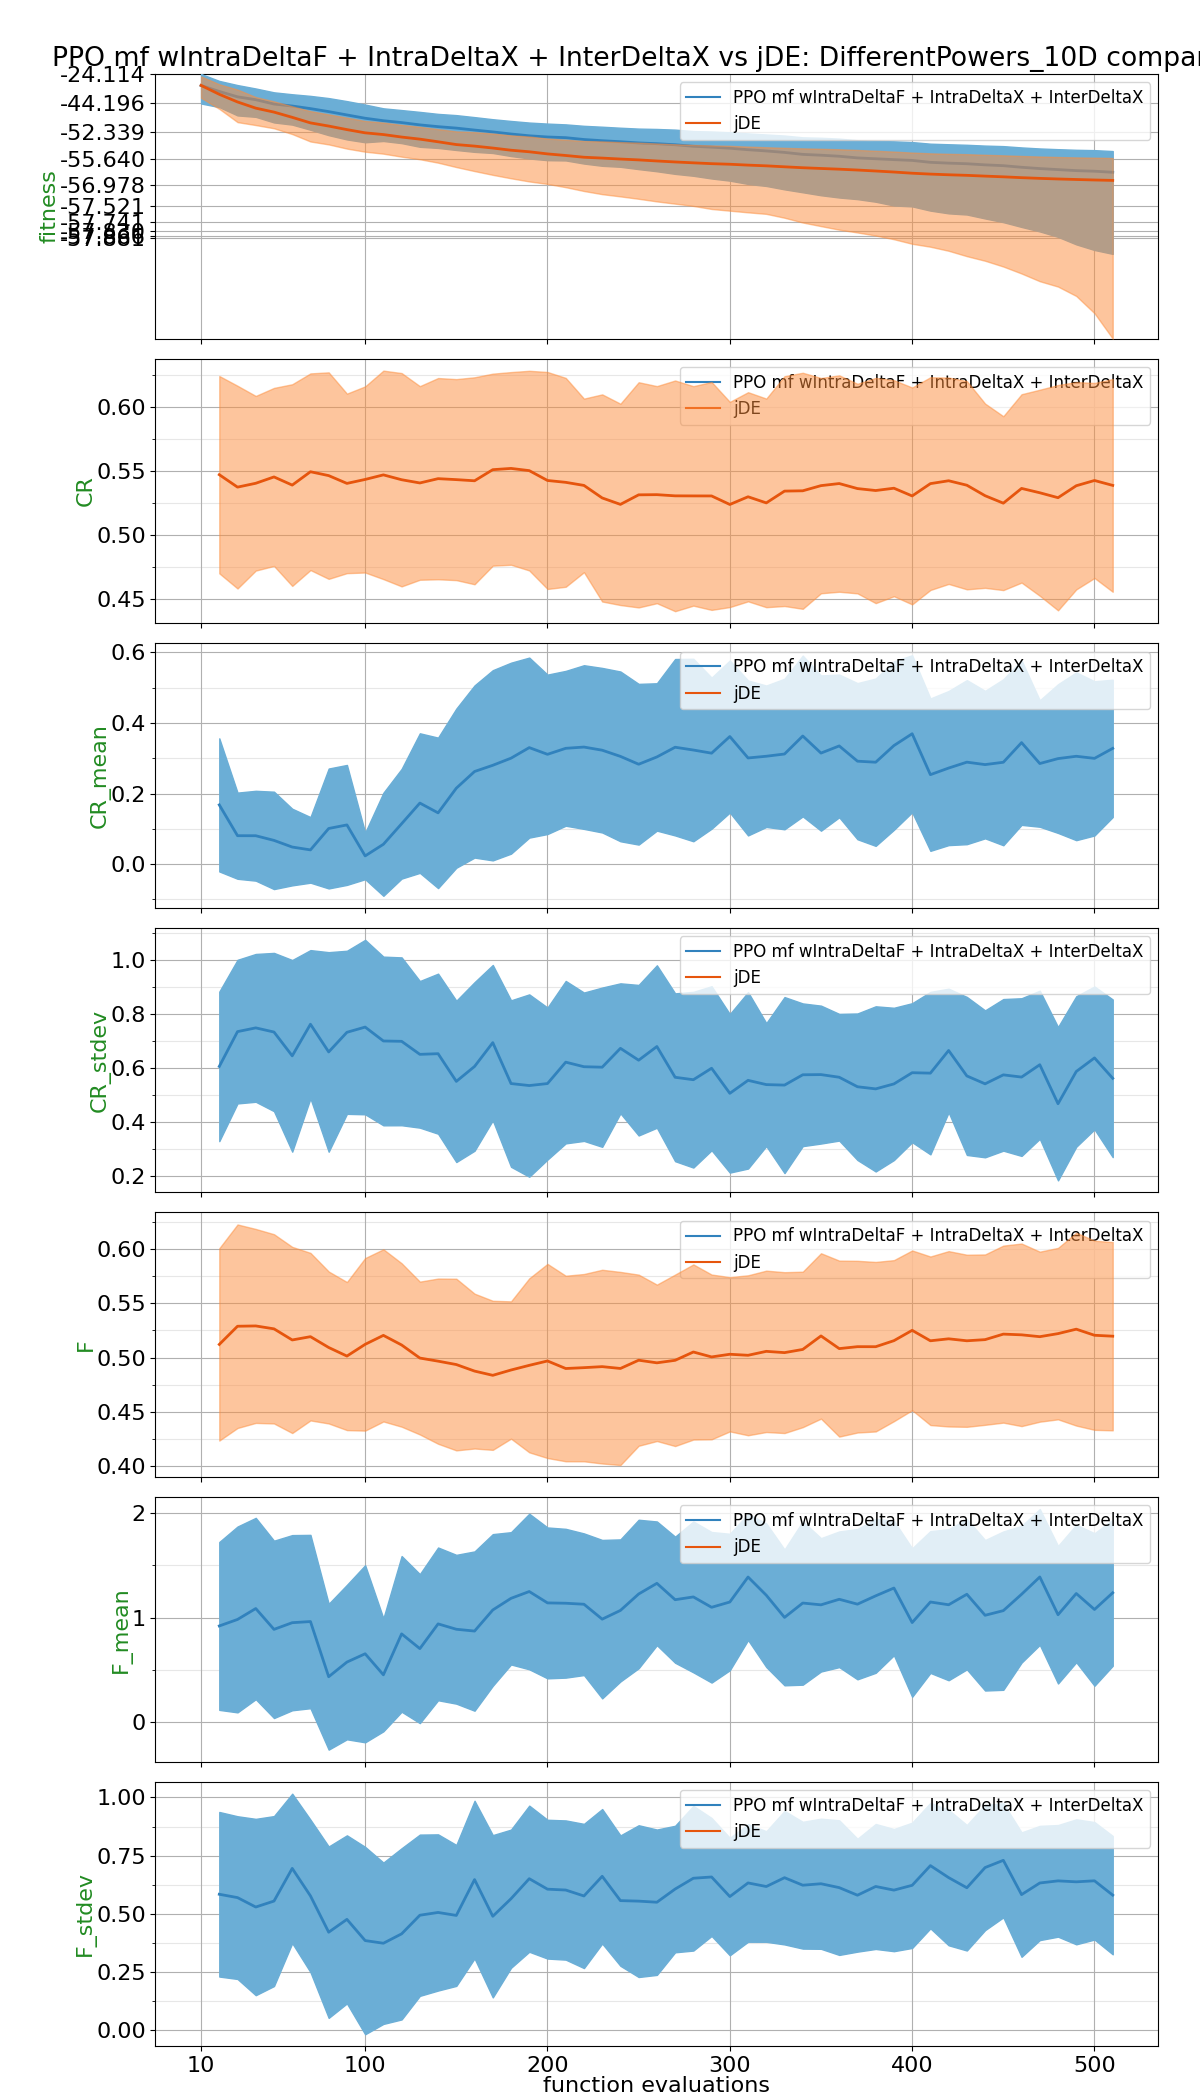 PPO mf wIntraDeltaF + IntraDeltaX + InterDeltaX vs jDE: DifferentPowers_10D compar
-24.114
-44.196
-52.339
-55.640
-56.978
-57.521
-57.741
fitness
PPO mf wIntraDeltaF + IntraDeltaX + InterDeltaX
jDE
0.60
0.55
0.50
0.45
CR
PPO mf wIntraDeltaF + IntraDeltaX + InterDeltaX
jDE
0.6
0.4
0.2
0.0
CR_mean
PPO mf wIntraDeltaF + IntraDeltaX + InterDeltaX
jDE
1.0
0.8
0.6
0.4
0.2
CR_stdev
PPO mf wIntraDeltaF + IntraDeltaX + InterDeltaX
jDE
0.60
0.55
0.50
0.45
0.40
F
PPO mf wIntraDeltaF + IntraDeltaX + InterDeltaX
jDE
2
1
0
F_mean
PPO mf wIntraDeltaF + IntraDeltaX + InterDeltaX
jDE
1.00
0.75
0.50
0.25
0.00
F_stdev
PPO mf wIntraDeltaF + IntraDeltaX + InterDeltaX
jDE
10 100 200 300 400 500
function evaluations